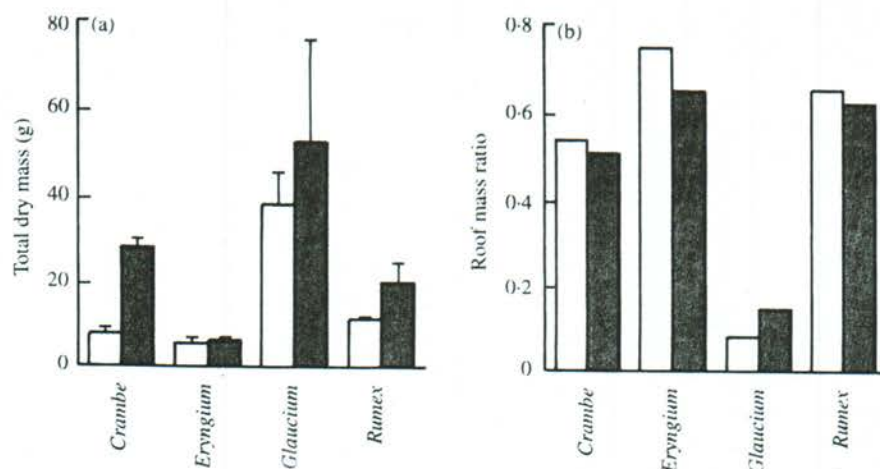 (a)
80
60
40
20
0
Total dry mass (g)
Crambe
Eryngium
Glaucium
Rumex
(b)
0·8
0·6
0·4
0·2
0
Roof mass ratio
Crambe
Eryngium
Glaucium
Rumex